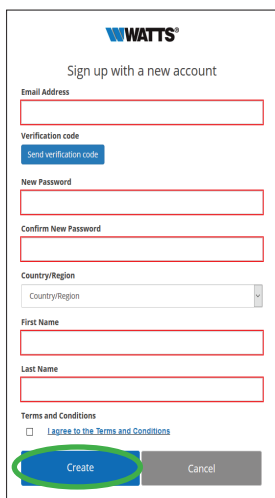 WATTS®
Sign up with a new account
Email Address
Verification code
Send verification code
New Password
Confirm New Password
Country/Region
Country/Region
First Name
Last Name
Terms and Conditions
I agree to the Terms and Conditions
Create Cancel